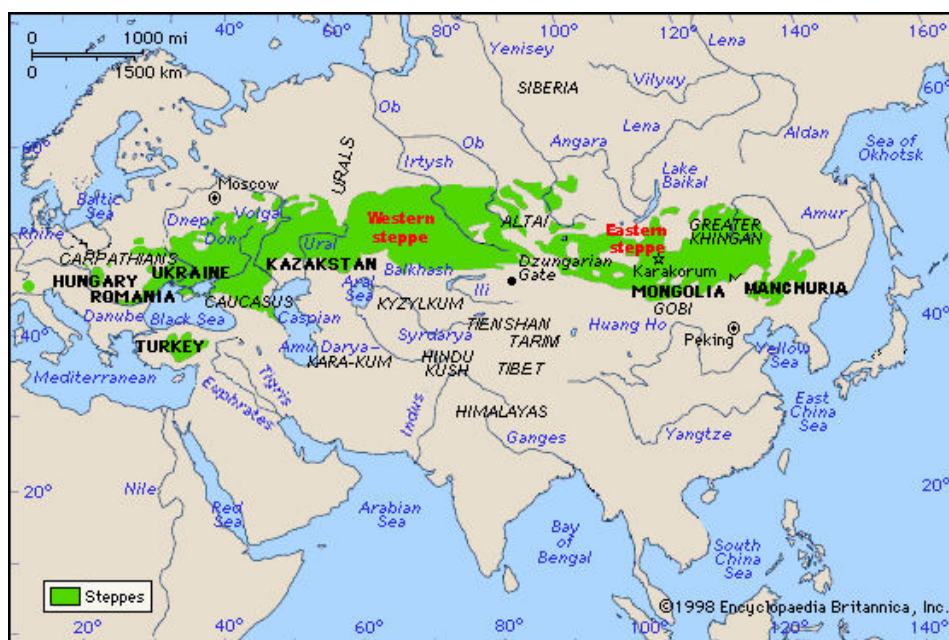 40°
60°
80°
100°
120°
140°
160°
0
1000 mi
0
1500 km
Yenisey
Lena
SIBERIA
Vilyuy
60°
Ob
Ob
Angara
Lena
Aldan
Sea of
Okhotsk
60°
Irtysh
URALS
Lake
Baikal
Moscow
Baltic
Sea
Volga
Dnepr
Don
Rhine
Western
steppe
ALTAI
Eastern
steppe
GREATER
KHINGAN
Amur
CARPATHIANS
Ural
HUNGARY
UKRAINE
KAZAKSTAN
Balkhash
Dzungarian
Gate
Karakorum
ROMANIA
CAUCASUS
Aral
Sea
Ili
MONGOLIA
MANCHURIA
GOBI
Danube
Black Sea
Caspian
KYZYLKUM
TIENSHAN
Huang Ho
40°
40°
TURKEY
Syrdarya
TARIM
Peking
Yellow
Sea
Amu Darya
KARA-KUM
HINDU
KUSH
TIBET
Mediterranean
Tigris
Euphrates
Indus
HIMALAYAS
Ganges
Yangtze
East
China
Sea
Nile
20°
20°
Red
Sea
Arabian
Sea
Bay
of
Bengal
South
China
Sea
Steppes
©1998 Encyclopaedia Britannica, Inc.
20°
40°
60°
80°
100°
120°
140°